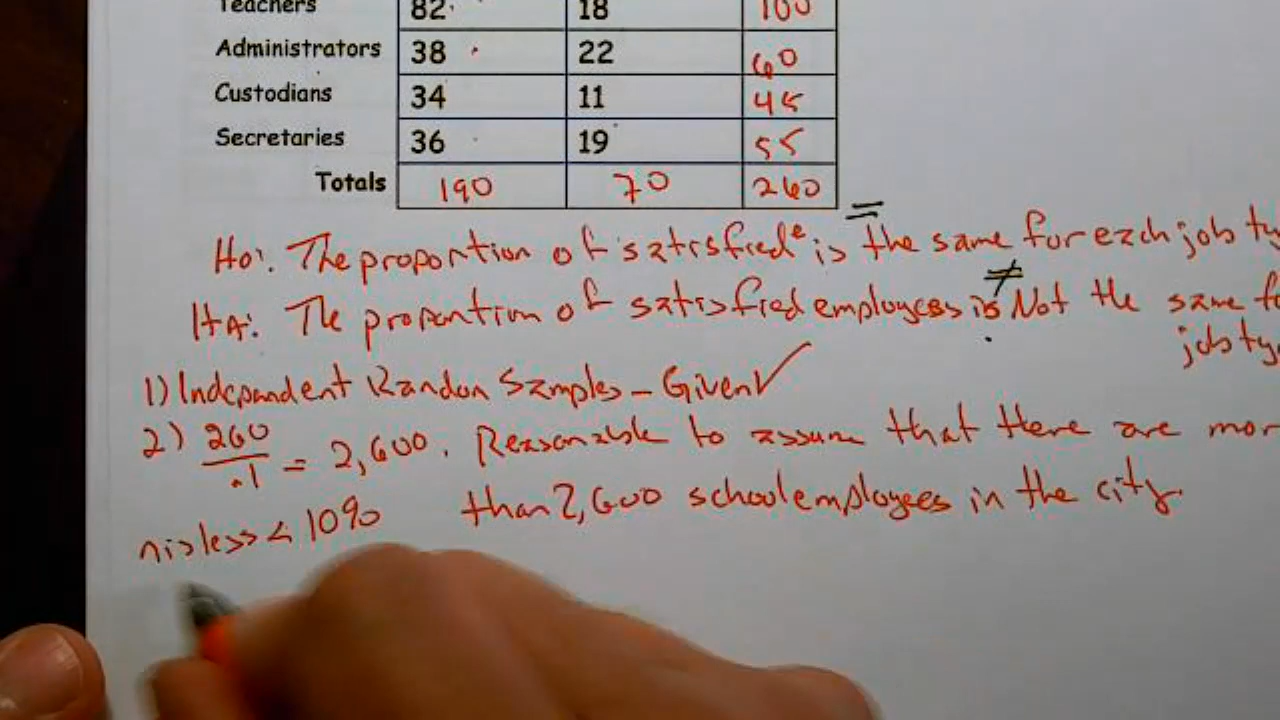 Teachers 82 18 100
Administrators 38 22 60
Custodians 34 11 45
Secretaries 36 19 55
Totals 190 70 260
=
Ho: The proportion of satisfied e is the same for each job ty
≠
HA: The proportion of satisfied employees is Not the same f
job ty
1) Independent Random Samples - Given ✓
2) 260/.1 = 2,600. Reasonable to assume that there are mor
than 2,600 school employees in the city.
n is less < 10%